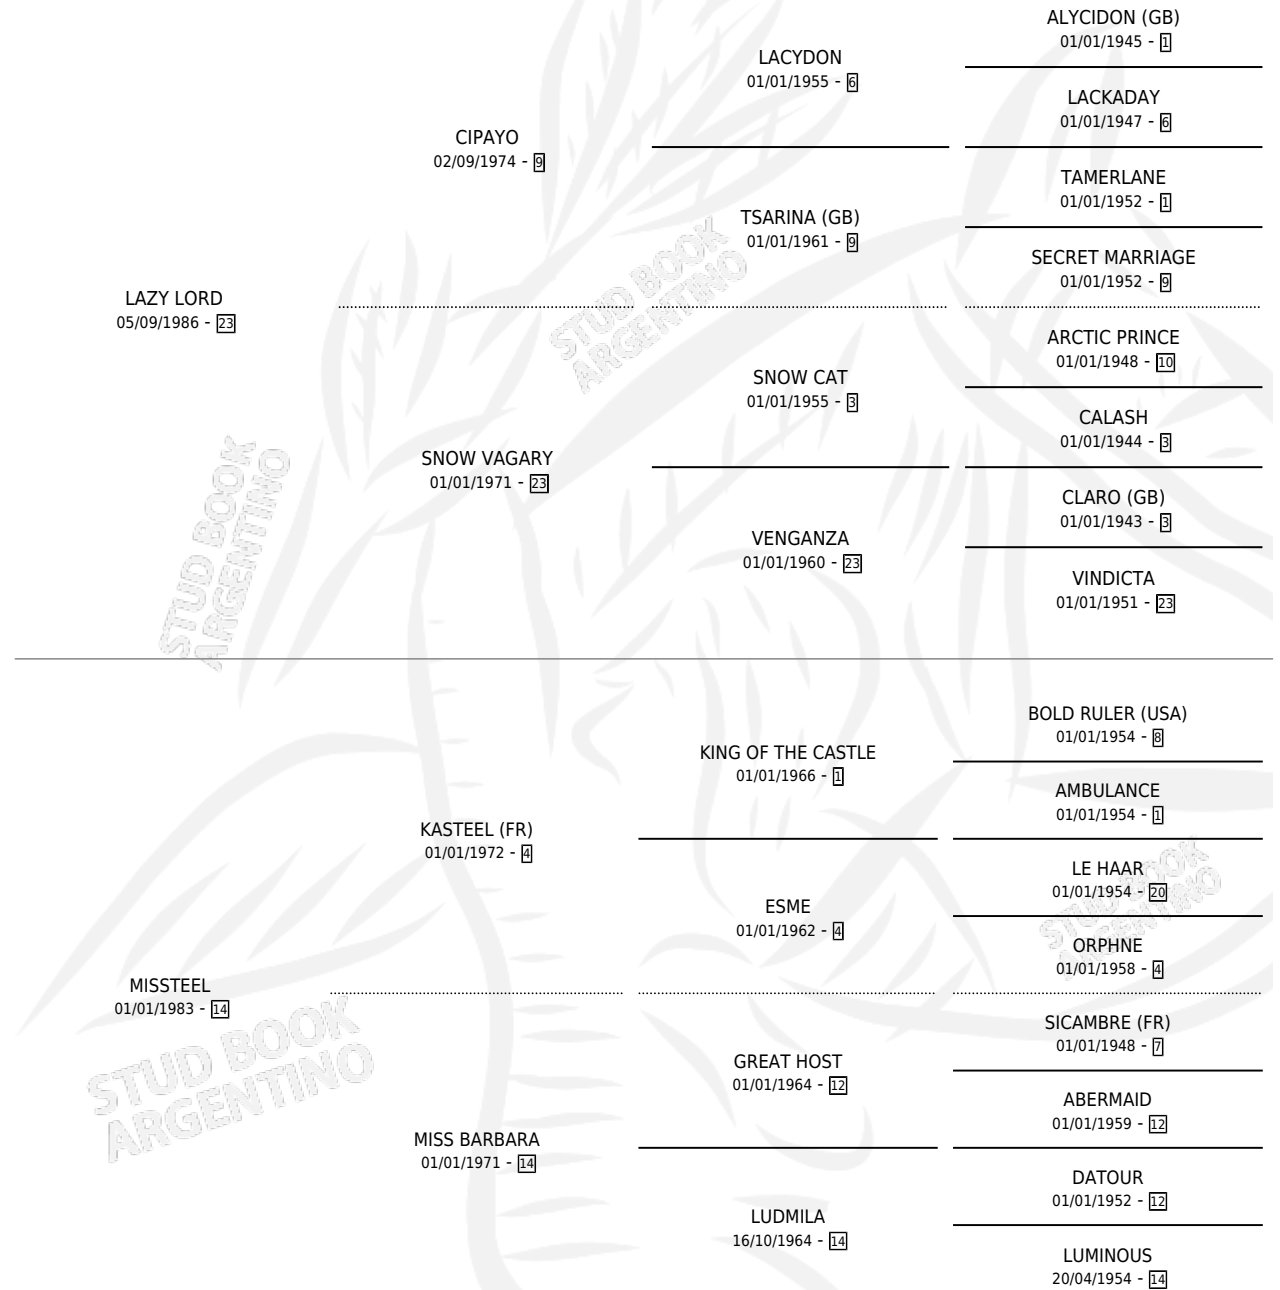 ALYCIDON (GB)
01/01/1945 - 1
LACYDON
01/01/1955 - 6
LACKADAY
01/01/1947 - 6
CIPAYO
02/09/1974 - 9
TAMERLANE
01/01/1952 - 1
TSARINA (GB)
01/01/1961 - 9
SECRET MARRIAGE
01/01/1952 - 9
LAZY LORD
05/09/1986 - 23
ARCTIC PRINCE
01/01/1948 - 10
SNOW CAT
01/01/1955 - 3
CALASH
01/01/1944 - 3
SNOW VAGARY
01/01/1971 - 23
CLARO (GB)
01/01/1943 - 3
VENGANZA
01/01/1960 - 23
VINDICTA
01/01/1951 - 23
BOLD RULER (USA)
01/01/1954 - 8
KING OF THE CASTLE
01/01/1966 - 1
AMBULANCE
01/01/1954 - 1
KASTEEL (FR)
01/01/1972 - 4
LE HAAR
01/01/1954 - 20
ESME
01/01/1962 - 4
ORPHNE
01/01/1958 - 4
MISSTEEL
01/01/1983 - 14
SICAMBRE (FR)
01/01/1948 - 7
GREAT HOST
01/01/1964 - 12
ABERMAID
01/01/1959 - 12
MISS BARBARA
01/01/1971 - 14
DATOUR
01/01/1952 - 12
LUDMILA
16/10/1964 - 14
LUMINOUS
20/04/1954 - 14
STUD BOOK
ARGENTINO
STUD BOOK
ARGENTINO
STUD BOOK
ARGENTINO
STUD BOOK
ARGENTINO